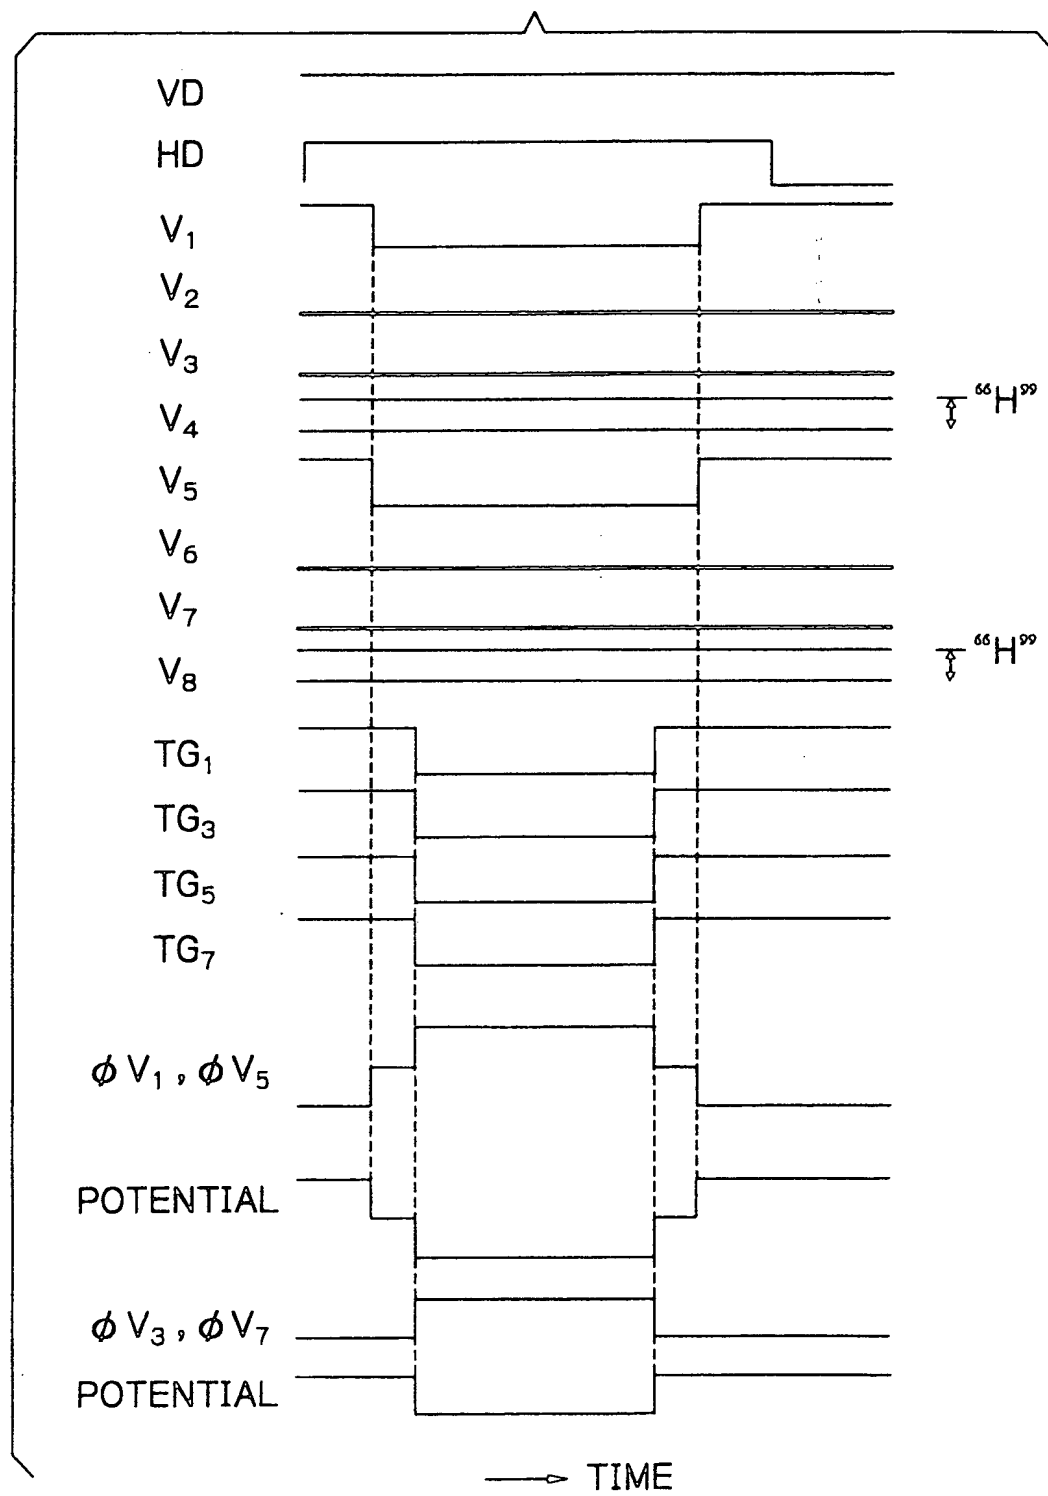 VD
HD
V₁
V₂
V₃
V₄ "H"
V₅
V₆
V₇
V₈ "H"
TG₁
TG₃
TG₅
TG₇
ϕV₁, ϕV₅
POTENTIAL
ϕV₃, ϕV₇
POTENTIAL
TIME